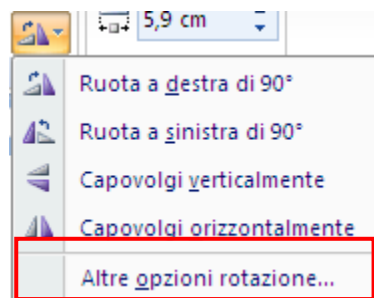 5,9 cm
Ruota a destra di 90°
Ruota a sinistra di 90°
Capovolgi verticalmente
Capovolgi orizzontalmente
Altre opzioni rotazione...